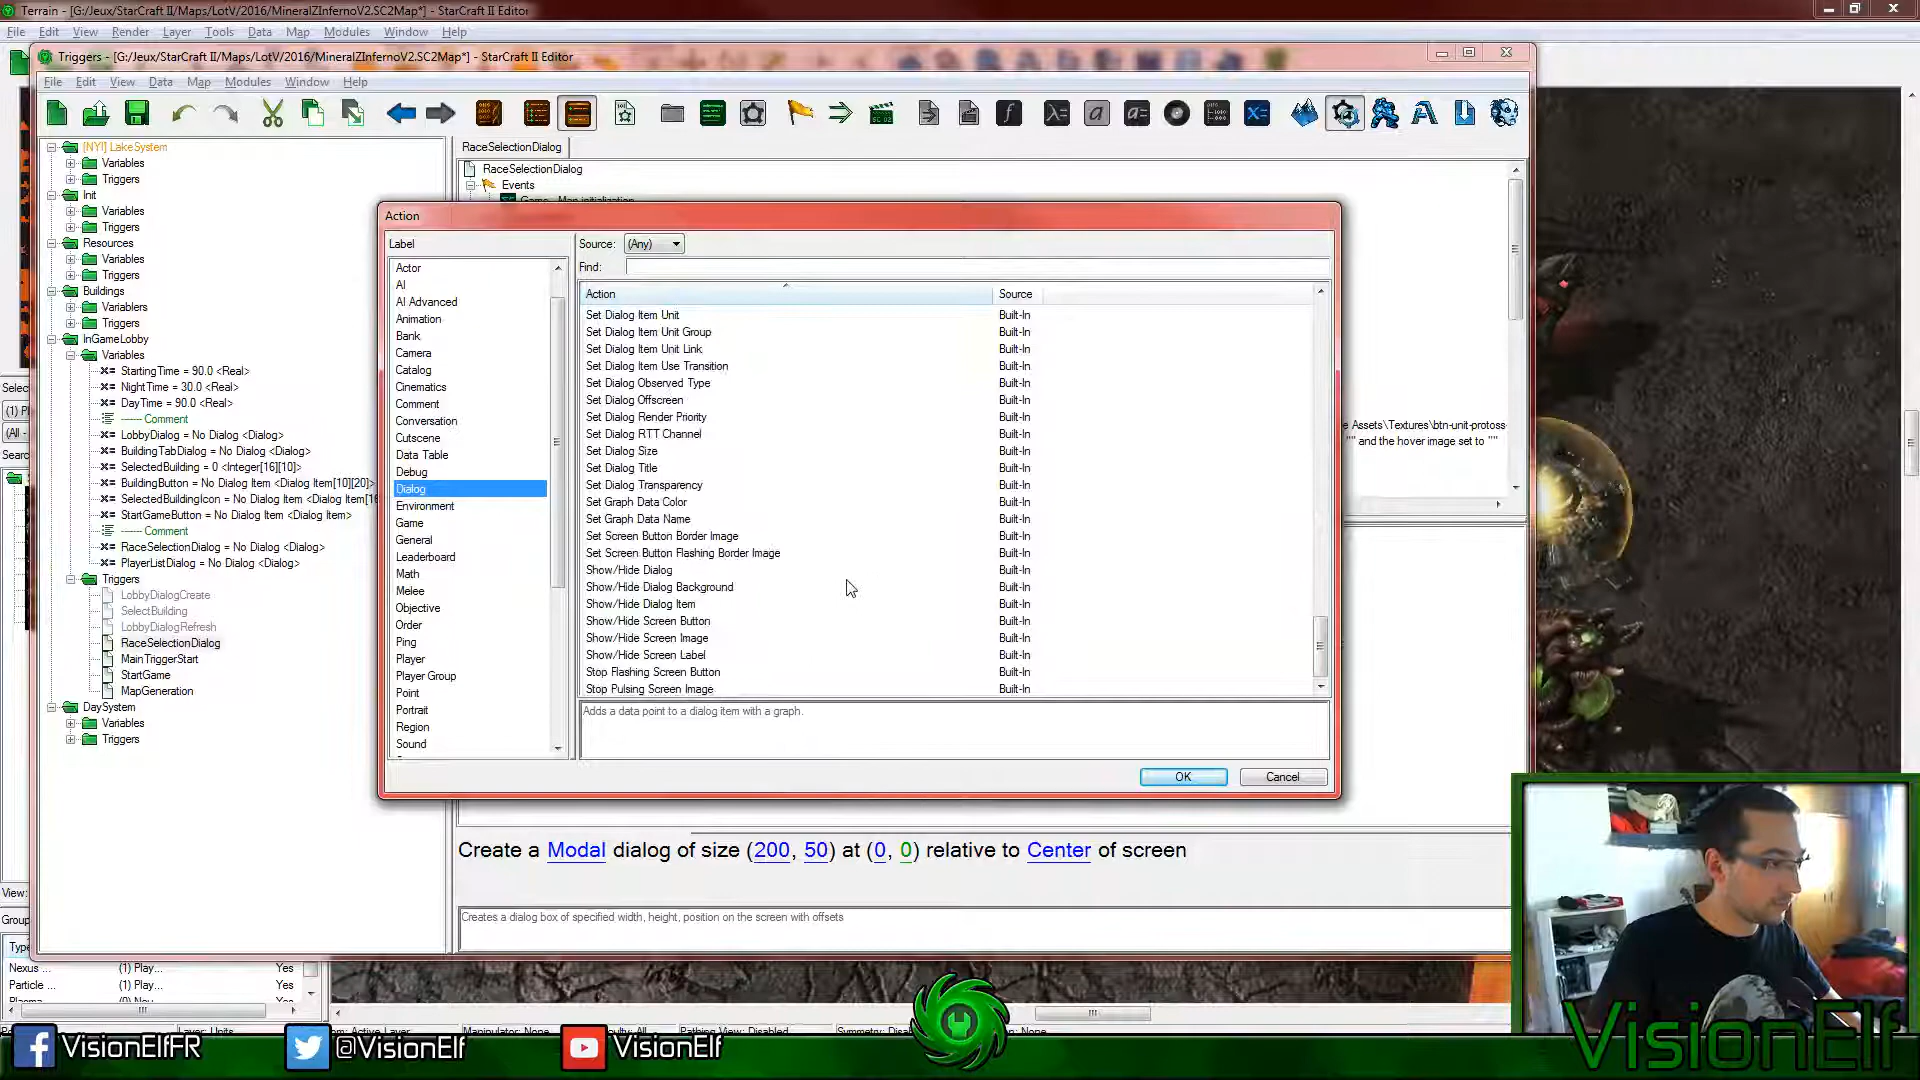 Terrain - [G:/Jeux/StarCraft II/Maps/LotV/2016/MineralZInfernoV2.SC2Map*] - StarCraft II Editor
File Edit View Render Layer Tools Data Map Modules Window Help
Triggers - [G:/Jeux/StarCraft II/Maps/LotV/2016/MineralZInfernoV2.SC2Map*] - StarCraft II Editor
File Edit View Data Map Modules Window Help
[NYI] LakeSystem
Variables
Triggers
Init
Variables
Triggers
Resources
Variables
Triggers
Buildings
Variablers
Triggers
InGameLobby
Variables
StartingTime = 90.0 <Real>
NightTime = 30.0 <Real>
DayTime = 90.0 <Real>
------ Comment
LobbyDialog = No Dialog <Dialog>
BuildingTabDialog = No Dialog <Dialog>
SelectedBuilding = 0 <Integer[16][10]>
BuildingButton = No Dialog Item <Dialog Item[10][20]>
SelectedBuildingIcon = No Dialog Item <Dialog Item[16
StartGameButton = No Dialog Item <Dialog Item>
------ Comment
RaceSelectionDialog = No Dialog <Dialog>
PlayerListDialog = No Dialog <Dialog>
Triggers
LobbyDialogCreate
SelectBuilding
LobbyDialogRefresh
RaceSelectionDialog
MainTriggerStart
StartGame
MapGeneration
DaySystem
Variables
Triggers
RaceSelectionDialog
RaceSelectionDialog
Events
Game - Map initialization
e Assets\Textures\btn-unit-protoss-
"" and the hover image set to ""
Action
Label
Actor
AI
AI Advanced
Animation
Bank
Camera
Catalog
Cinematics
Comment
Conversation
Cutscene
Data Table
Debug
Dialog
Environment
Game
General
Leaderboard
Math
Melee
Objective
Order
Ping
Player
Player Group
Point
Portrait
Region
Sound
Source: (Any)
Find:
Action Source
Set Dialog Item Unit Built-In
Set Dialog Item Unit Group Built-In
Set Dialog Item Unit Link Built-In
Set Dialog Item Use Transition Built-In
Set Dialog Observed Type Built-In
Set Dialog Offscreen Built-In
Set Dialog Render Priority Built-In
Set Dialog RTT Channel Built-In
Set Dialog Size Built-In
Set Dialog Title Built-In
Set Dialog Transparency Built-In
Set Graph Data Color Built-In
Set Graph Data Name Built-In
Set Screen Button Border Image Built-In
Set Screen Button Flashing Border Image Built-In
Show/Hide Dialog Built-In
Show/Hide Dialog Background Built-In
Show/Hide Dialog Item Built-In
Show/Hide Screen Button Built-In
Show/Hide Screen Image Built-In
Show/Hide Screen Label Built-In
Stop Flashing Screen Button Built-In
Stop Pulsing Screen Image Built-In
Adds a data point to a dialog item with a graph.
OK Cancel
Create a Modal dialog of size (200, 50) at (0, 0) relative to Center of screen
Creates a dialog box of specified width, height, position on the screen with offsets
Selec
(1) Pl
(All -
Searc
View:
Group
Type
Nexus ... (1) Play... Yes
Particle ... (1) Play... Yes
VisionElfFR
@VisionElf
VisionElf
VisionElf